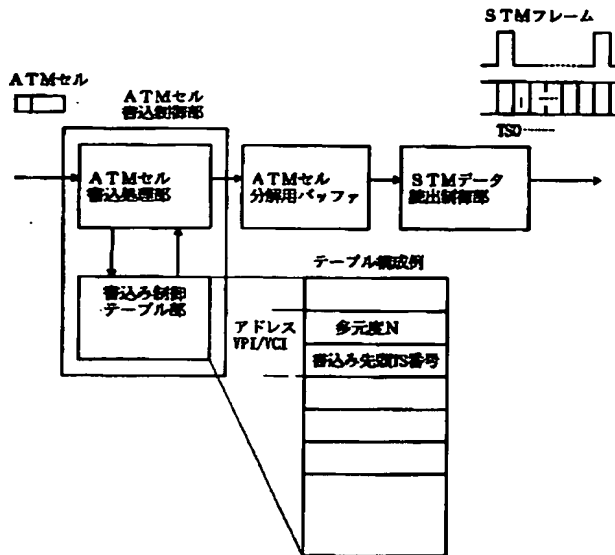 STMフレーム
ATMセル
TS0
ATMセル
書込制御部
ATMセル
書込処理部
ATMセル
分解用バッファ
STMデータ
読出制御部
書込み制御
テーブル部
テーブル構成例
アドレス
VPI/VCI
多元度N
書込み先頭TS番号